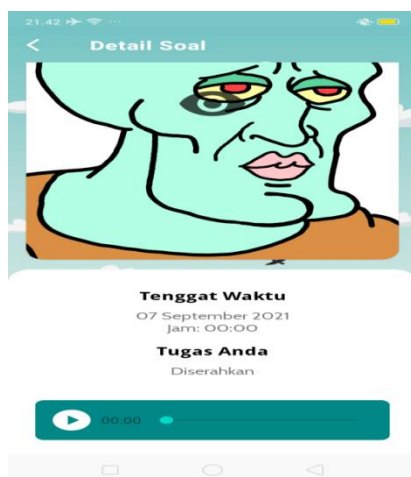 21.42
Detail Soal
Tenggat Waktu
07 September 2021
Jam: 00:00
Tugas Anda
Diserahkan
00:00